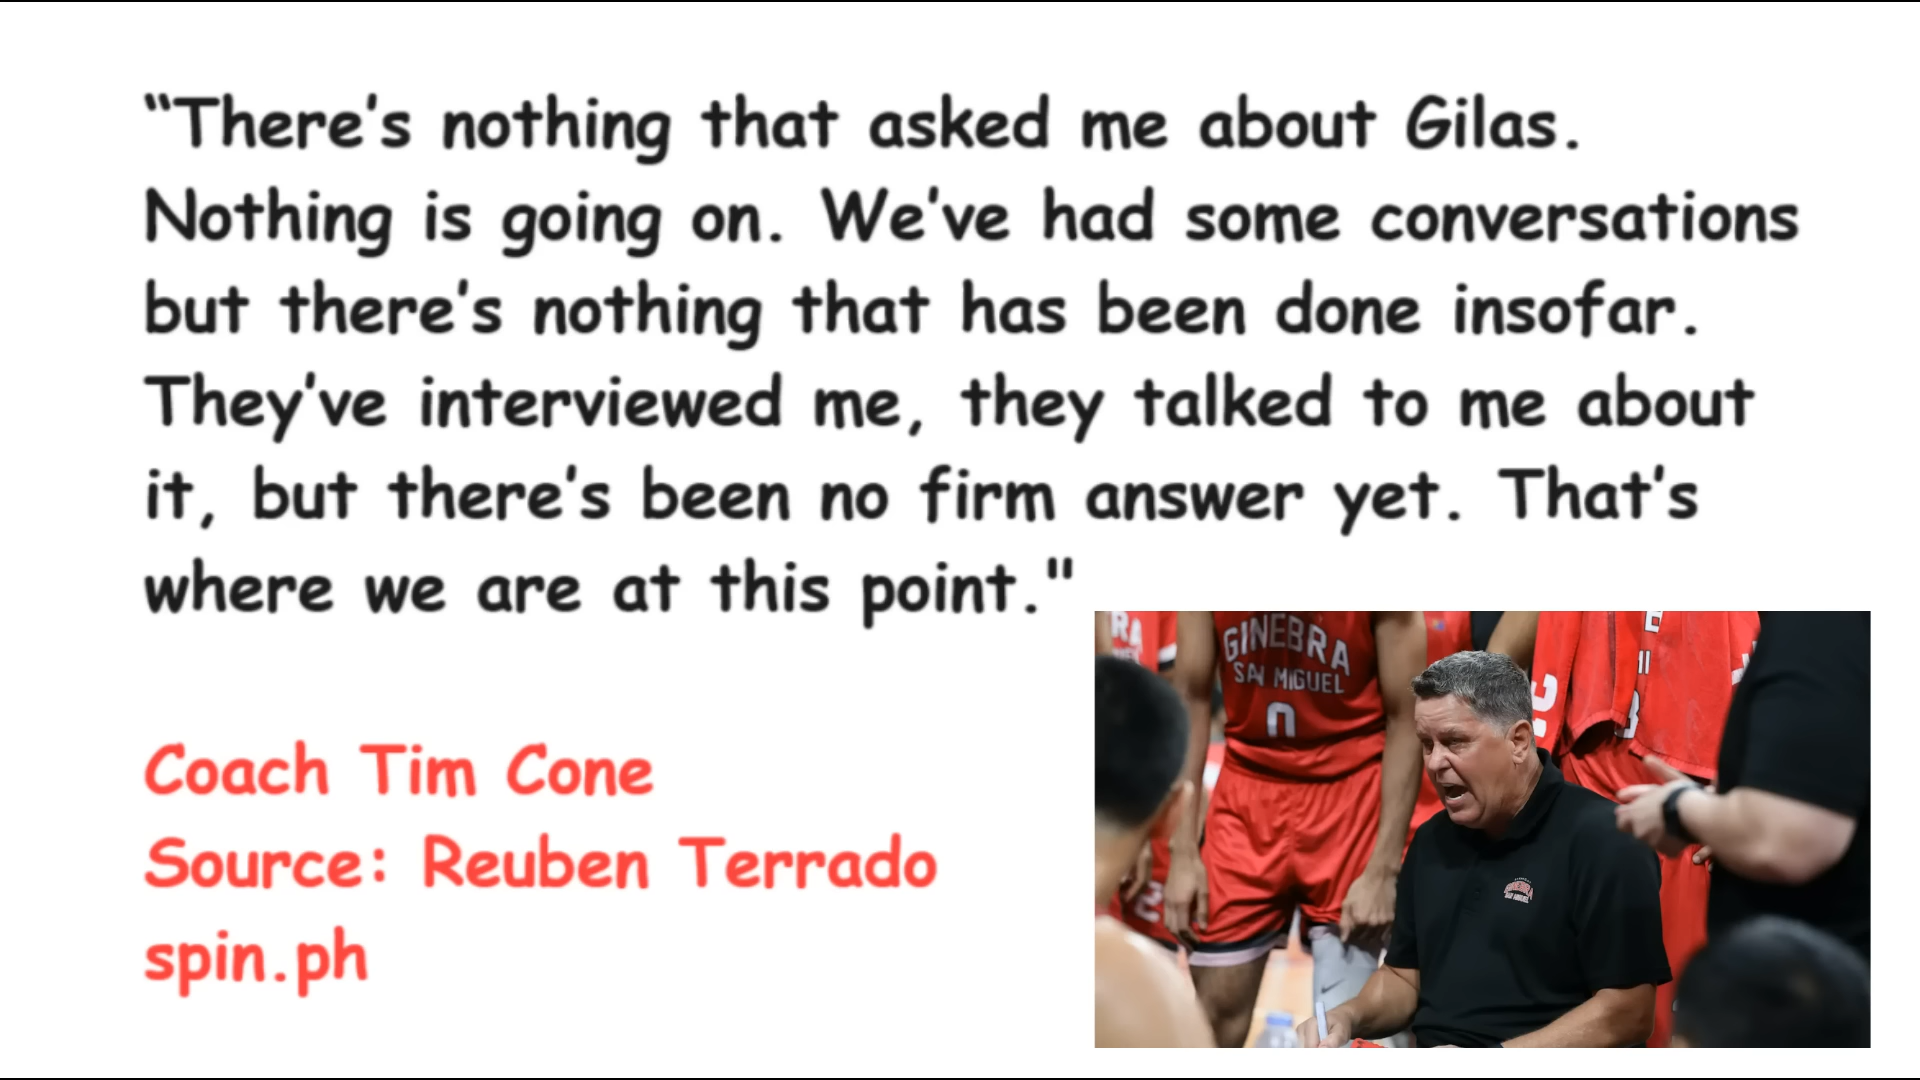 “There’s nothing that asked me about Gilas.
Nothing is going on. We’ve had some conversations
but there’s nothing that has been done insofar.
They’ve interviewed me, they talked to me about
it, but there’s been no firm answer yet. That’s
where we are at this point."
Coach Tim Cone
Source: Reuben Terrado
spin.ph
GINEBRA
SAN MIGUEL
0